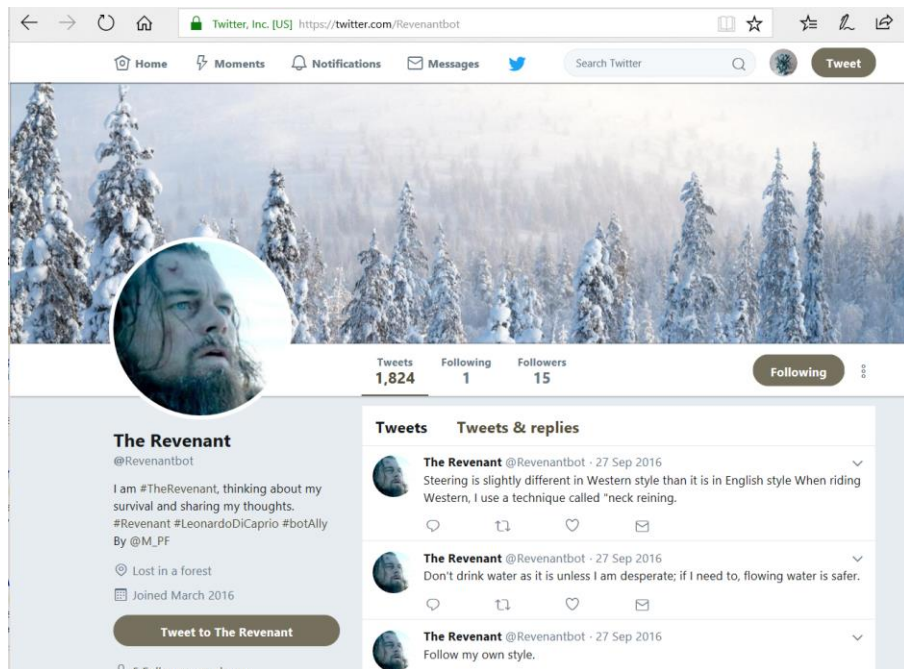 Twitter, Inc. [US] https://twitter.com/Revenantbot
Home Moments Notifications Messages Search Twitter Tweet
Tweets Following Followers
1,824 1 15
Following
The Revenant
@Revenantbot
I am #TheRevenant, thinking about my
survival and sharing my thoughts.
#Revenant #LeonardoDiCaprio #botAlly
By @M_PF
Lost in a forest
Joined March 2016
Tweet to The Revenant
Tweets Tweets & replies
The Revenant @Revenantbot · 27 Sep 2016
Steering is slightly different in Western style than it is in English style When riding
Western, I use a technique called "neck reining.
The Revenant @Revenantbot · 27 Sep 2016
Don't drink water as it is unless I am desperate; if I need to, flowing water is safer.
The Revenant @Revenantbot · 27 Sep 2016
Follow my own style.